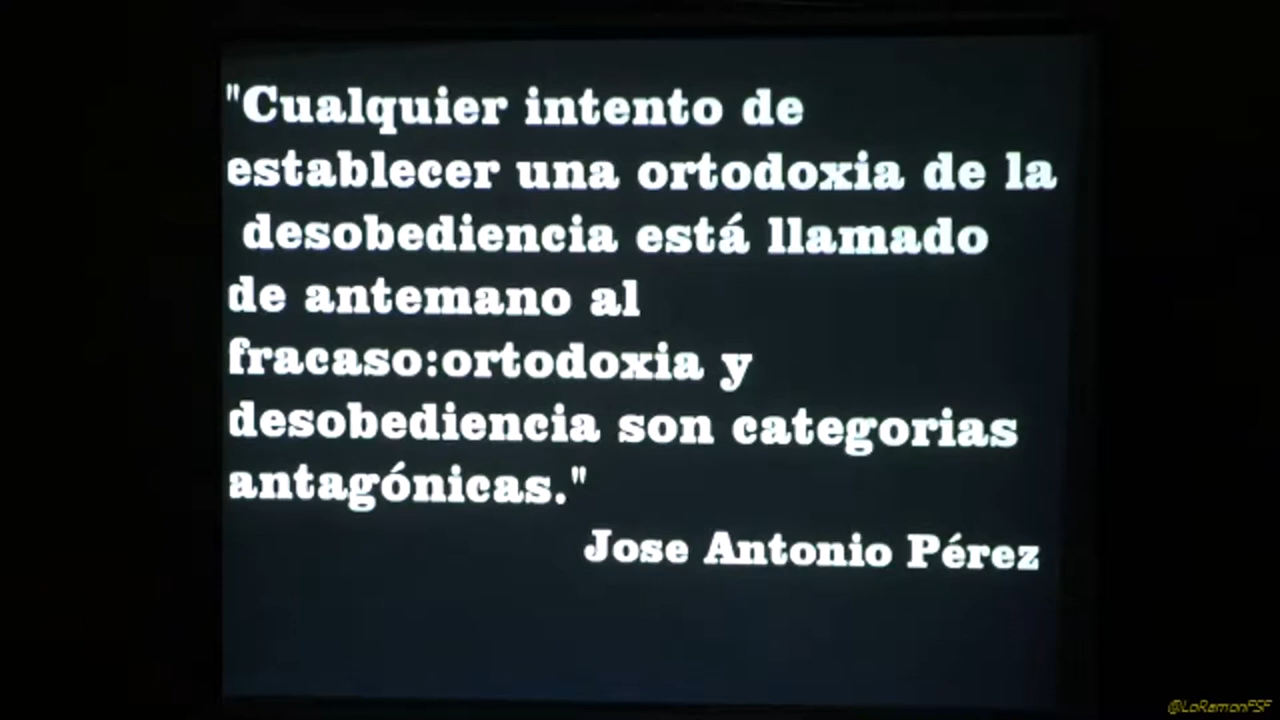 "Cualquier intento de
establecer una ortodoxia de la
desobediencia está llamado
de antemano al
fracaso:ortodoxia y
desobediencia son categorias
antagónicas."
Jose Antonio Pérez
@LoRamonFSF